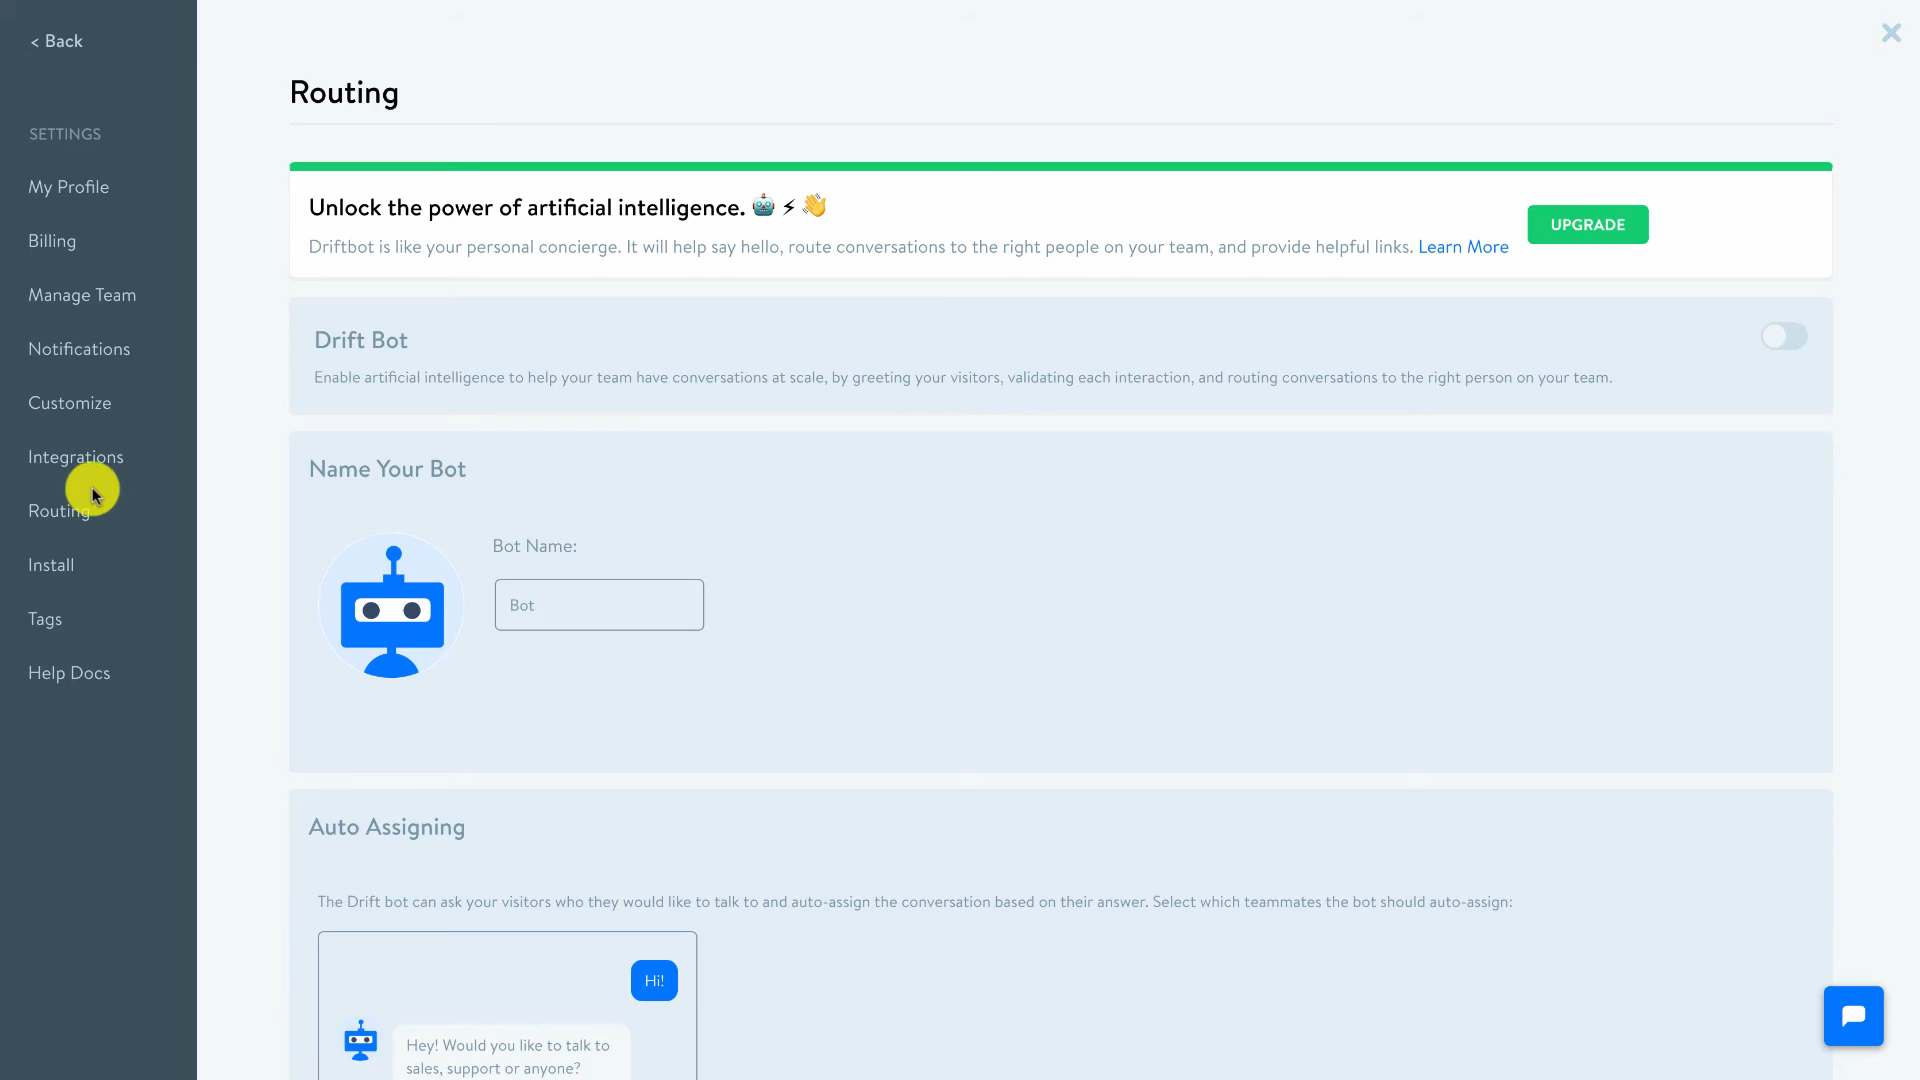 < Back
SETTINGS
My Profile
Billing
Manage Team
Notifications
Customize
Integrations
Routing
Install
Tags
Help Docs
Routing
Unlock the power of artificial intelligence. 🤖 ⚡ 👋
Driftbot is like your personal concierge. It will help say hello, route conversations to the right people on your team, and provide helpful links. Learn More
UPGRADE
Drift Bot
Enable artificial intelligence to help your team have conversations at scale, by greeting your visitors, validating each interaction, and routing conversations to the right person on your team.
Name Your Bot
Bot Name:
Bot
Auto Assigning
The Drift bot can ask your visitors who they would like to talk to and auto-assign the conversation based on their answer. Select which teammates the bot should auto-assign:
Hi!
Hey! Would you like to talk to
sales, support or anyone?